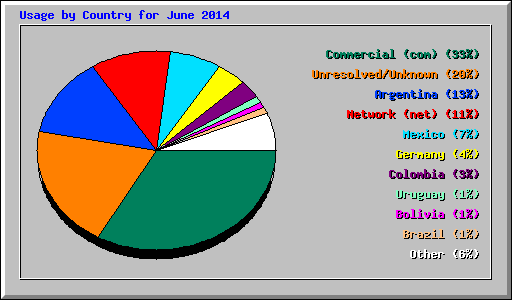 Usage by Country for June 2014
Commercial (com) (33%)
Unresolved/Unknown (20%)
Argentina (13%)
Network (net) (11%)
Mexico (7%)
Germany (4%)
Colombia (3%)
Uruguay (1%)
Bolivia (1%)
Brazil (1%)
Other (6%)